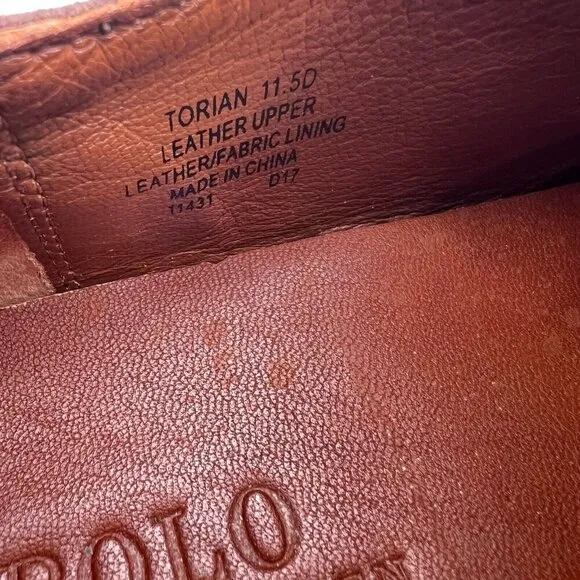 TORIAN 11.5D
LEATHER UPPER
LEATHER/FABRIC LINING
MADE IN CHINA
11431 D17
POLO